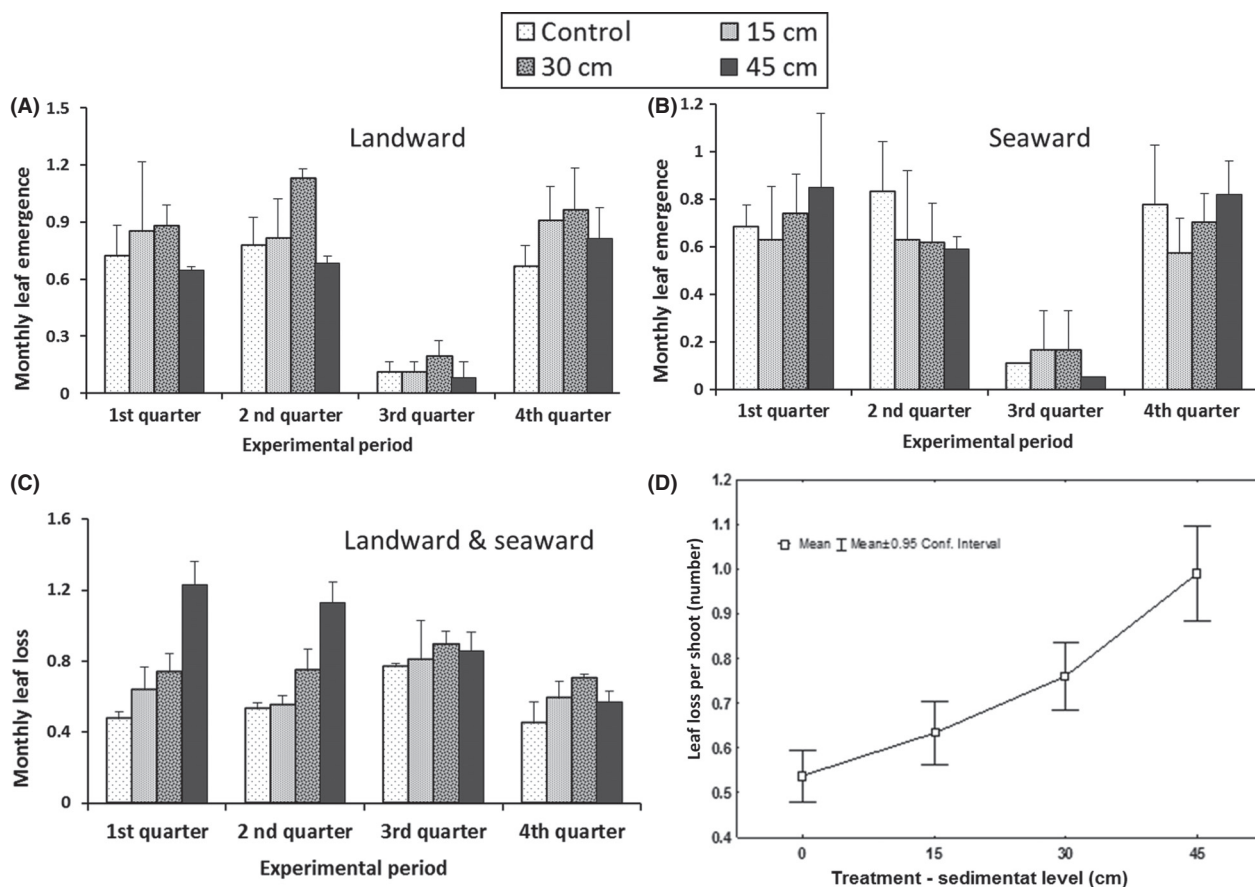 Control
15 cm
30 cm
45 cm
(A)
Landward
1.5
1.2
0.9
0.6
0.3
0
Monthly leaf emergence
1st quarter
2 nd quarter
3rd quarter
4th quarter
Experimental period
(B)
Seaward
1.2
1
0.8
0.6
0.4
0.2
0
Monthly leaf emergence
1st quarter
2 nd quarter
3rd quarter
4th quarter
Experimental period
(C)
Landward & seaward
1.6
1.2
0.8
0.4
0
Monthly leaf loss
1st quarter
2 nd quarter
3rd quarter
4th quarter
Experimental period
(D)
1.2
1.1
1.0
0.9
0.8
0.7
0.6
0.5
0.4
Leaf loss per shoot (number)
Mean
Mean±0.95 Conf. Interval
0
15
30
45
Treatment - sedimentat level (cm)